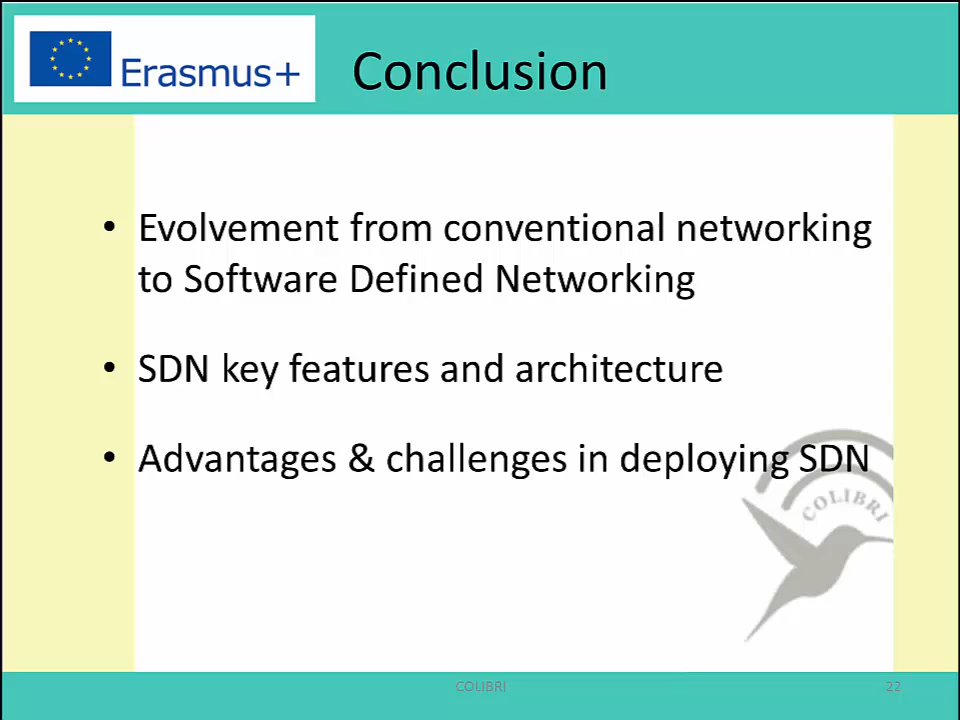 Erasmus+
Conclusion
• Evolvement from conventional networking
to Software Defined Networking
• SDN key features and architecture
• Advantages & challenges in deploying SDN
COLIBRI
COLIBRI
22